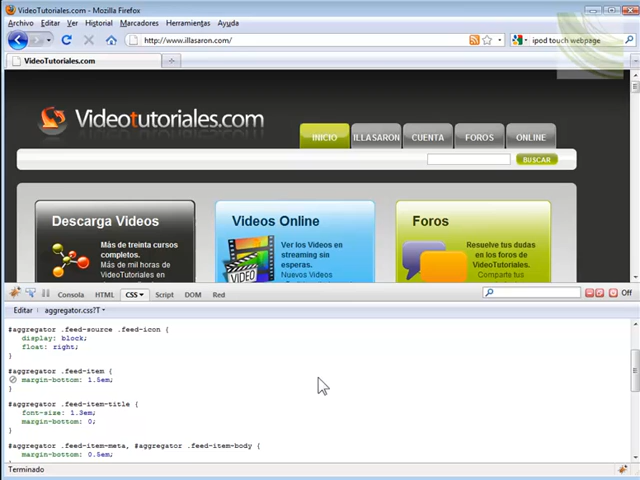 VideoTutoriales.com - Mozilla Firefox
Archivo Editar Ver Historial Marcadores Herramientas Ayuda
http://www.illasaron.com/
ipod touch webpage
VideoTutoriales.com
Videotutoriales.com
INICIO ILLASARON CUENTA FOROS ONLINE
BUSCAR
Descarga Videos
Más de treinta cursos
completos.
Más de mil horas de
VideoTutoriales en
Videos Online
VIDEO
Ver los Videos en
streaming sin
esperas.
Nuevos Videos
Foros
Resuelve tus dudas
en los foros de
VideoTutoriales.
Comparte tus
Consola HTML CSS Script DOM Red
Off
Editar aggregator.css?T
#aggregator .feed-source .feed-icon {
display: block;
float: right;
}
#aggregator .feed-item {
margin-bottom: 1.5em;
}
#aggregator .feed-item-title {
font-size: 1.3em;
margin-bottom: 0;
}
#aggregator .feed-item-meta, #aggregator .feed-item-body {
margin-bottom: 0.5em;
Terminado